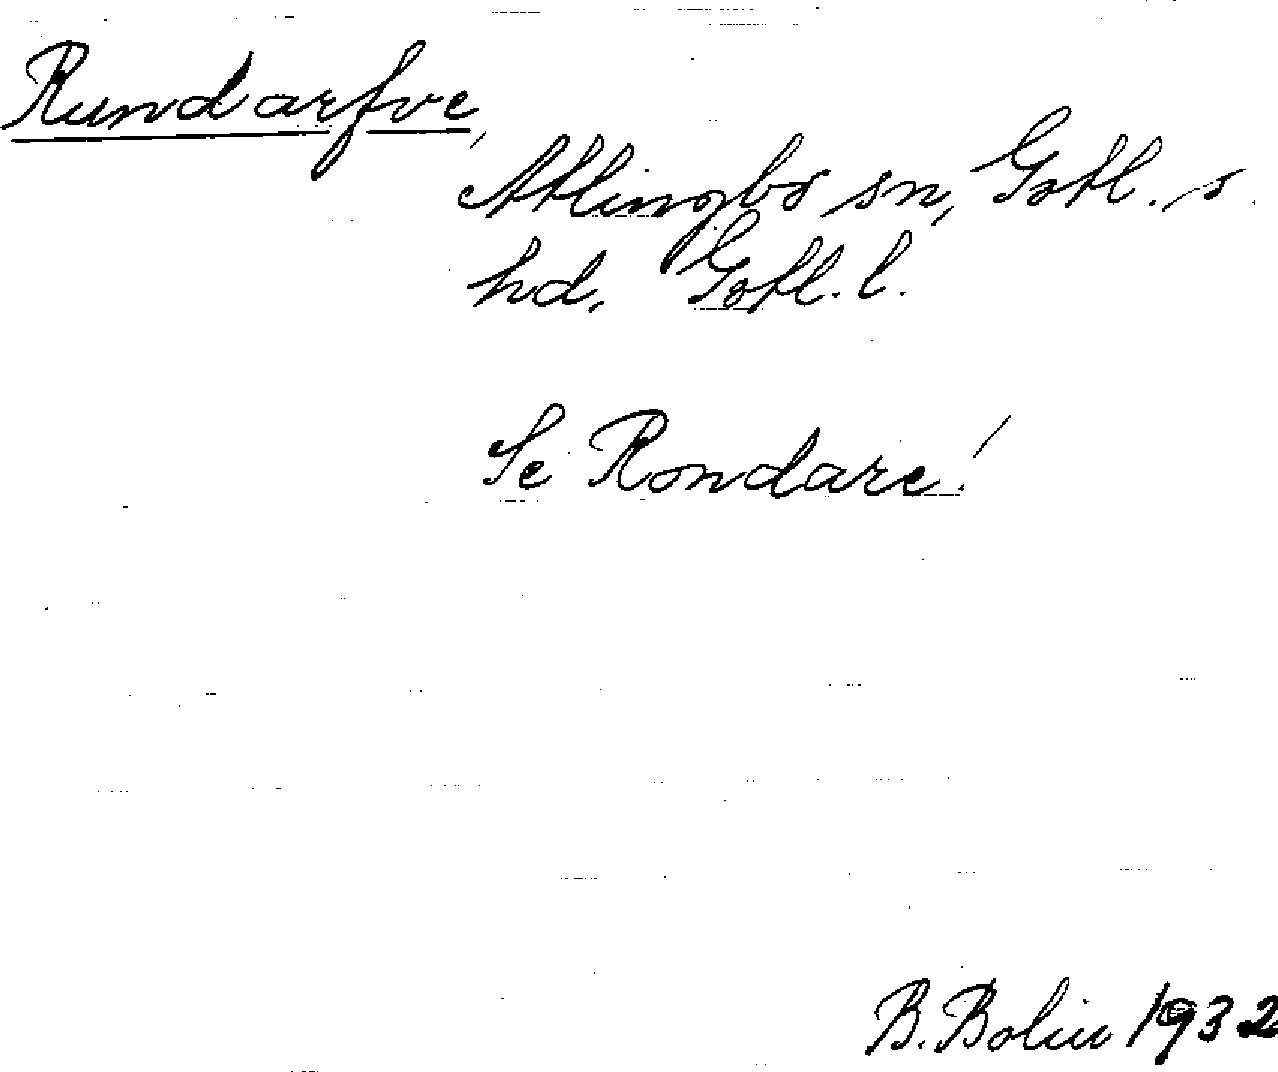 Rundarfve,
Atlingbo sn, Gotl. s.
hd, Gotl. l.
Se Rondare!
B. Bolin 1932